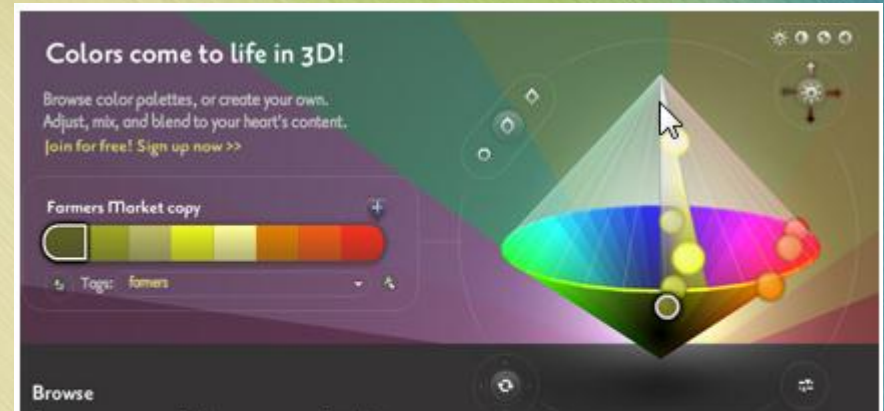 Colors come to life in 3D!
Browse color palettes, or create your own.
Adjust, mix, and blend to your heart's content.
Join for free! Sign up now >>
Farmers Market copy
Tags: farmers
Browse